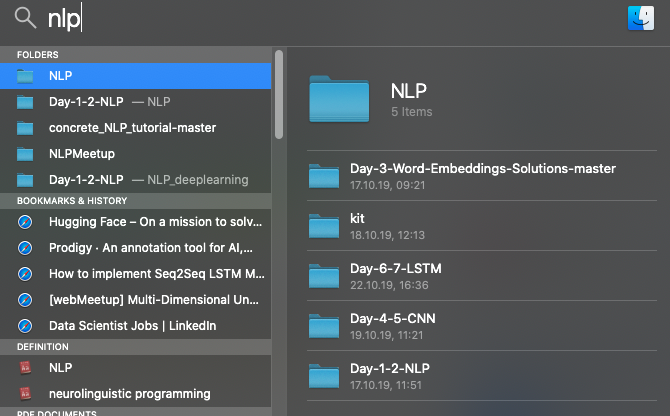 nlp
FOLDERS
NLP
Day-1-2-NLP — NLP
concrete_NLP_tutorial-master
NLPMeetup
Day-1-2-NLP — NLP_deeplearning
BOOKMARKS & HISTORY
Hugging Face – On a mission to solv...
Prodigy · An annotation tool for AI,...
How to implement Seq2Seq LSTM M...
[webMeetup] Multi-Dimensional Un...
Data Scientist Jobs | LinkedIn
DEFINITION
NLP
neurolinguistic programming
PDF DOCUMENTS
NLP
5 Items
Day-3-Word-Embeddings-Solutions-master
17.10.19, 09:21
kit
18.10.19, 12:13
Day-6-7-LSTM
22.10.19, 16:36
Day-4-5-CNN
19.10.19, 11:21
Day-1-2-NLP
17.10.19, 11:51